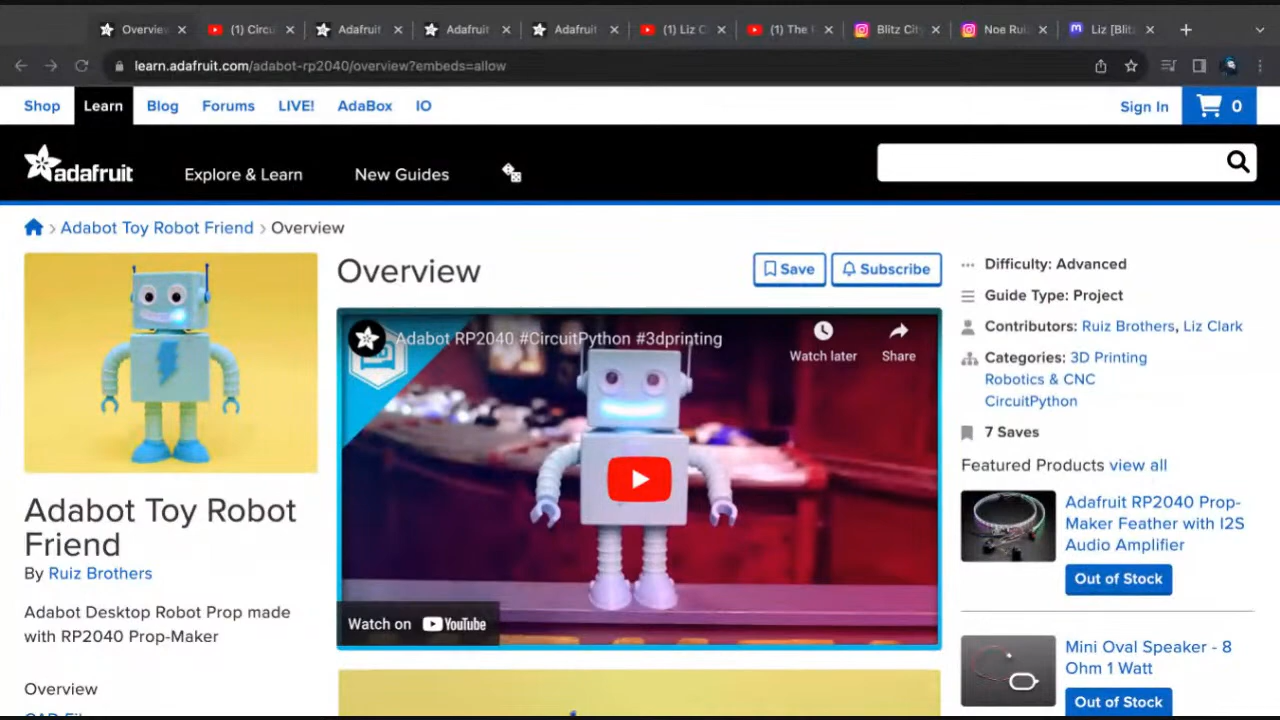 Overview
(1) Circu
Adafruit
Adafruit
Adafruit
(1) Liz C
(1) The
Blitz Cit
Noe Rui
Liz [Blitz
learn.adafruit.com/adabot-rp2040/overview?embeds=allow
Shop Learn Blog Forums LIVE! AdaBox IO
Sign In 0
adafruit Explore & Learn New Guides
Adabot Toy Robot Friend > Overview
Adabot Toy Robot
Friend
By Ruiz Brothers
Adabot Desktop Robot Prop made
with RP2040 Prop-Maker
Overview
Overview
Save Subscribe
Adabot RP2040 #CircuitPython #3dprinting
Watch later Share
Watch on YouTube
Difficulty: Advanced
Guide Type: Project
Contributors: Ruiz Brothers, Liz Clark
Categories: 3D Printing
Robotics & CNC
CircuitPython
7 Saves
Featured Products view all
Adafruit RP2040 Prop-
Maker Feather with I2S
Audio Amplifier
Out of Stock
Mini Oval Speaker - 8
Ohm 1 Watt
Out of Stock